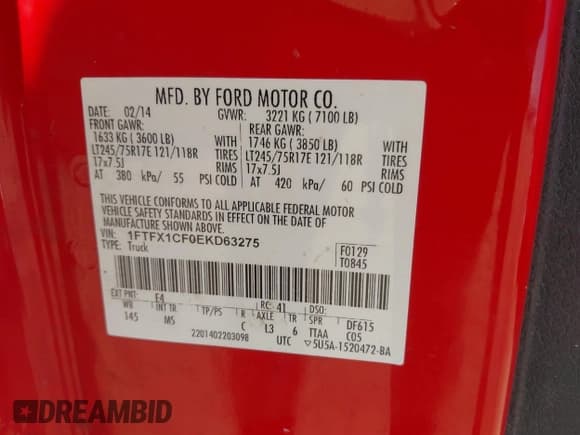 MFD. BY FORD MOTOR CO.
DATE: 02/14 GVWR: 3221 KG ( 7100 LB)
FRONT GAWR: REAR GAWR:
1633 KG ( 3600 LB) WITH 1746 KG ( 3850 LB) WITH
LT245/75R17E 121/118R TIRES LT245/75R17E 121/118R TIRES
17x7.5J RIMS 17x7.5J RIMS
AT 380 kPa/ 55 PSI COLD AT 420 kPa/ 60 PSI COLD
THIS VEHICLE CONFORMS TO ALL APPLICABLE FEDERAL MOTOR
VEHICLE SAFETY STANDARDS IN EFFECT ON THE DATE OF
MANUFACTURE SHOWN ABOVE.
VIN: 1FTFX1CF0EKD63275
TYPE: Truck
F0129
T0845
EXT PNT: E4 RC: 41 DSO:
WB INT TR TP/PS R AXLE TR SPR DF615
145 MS C L3 6 TTAA C05
2201402203098 UTC ▽5U5A-1520472-BA
DREAMBID